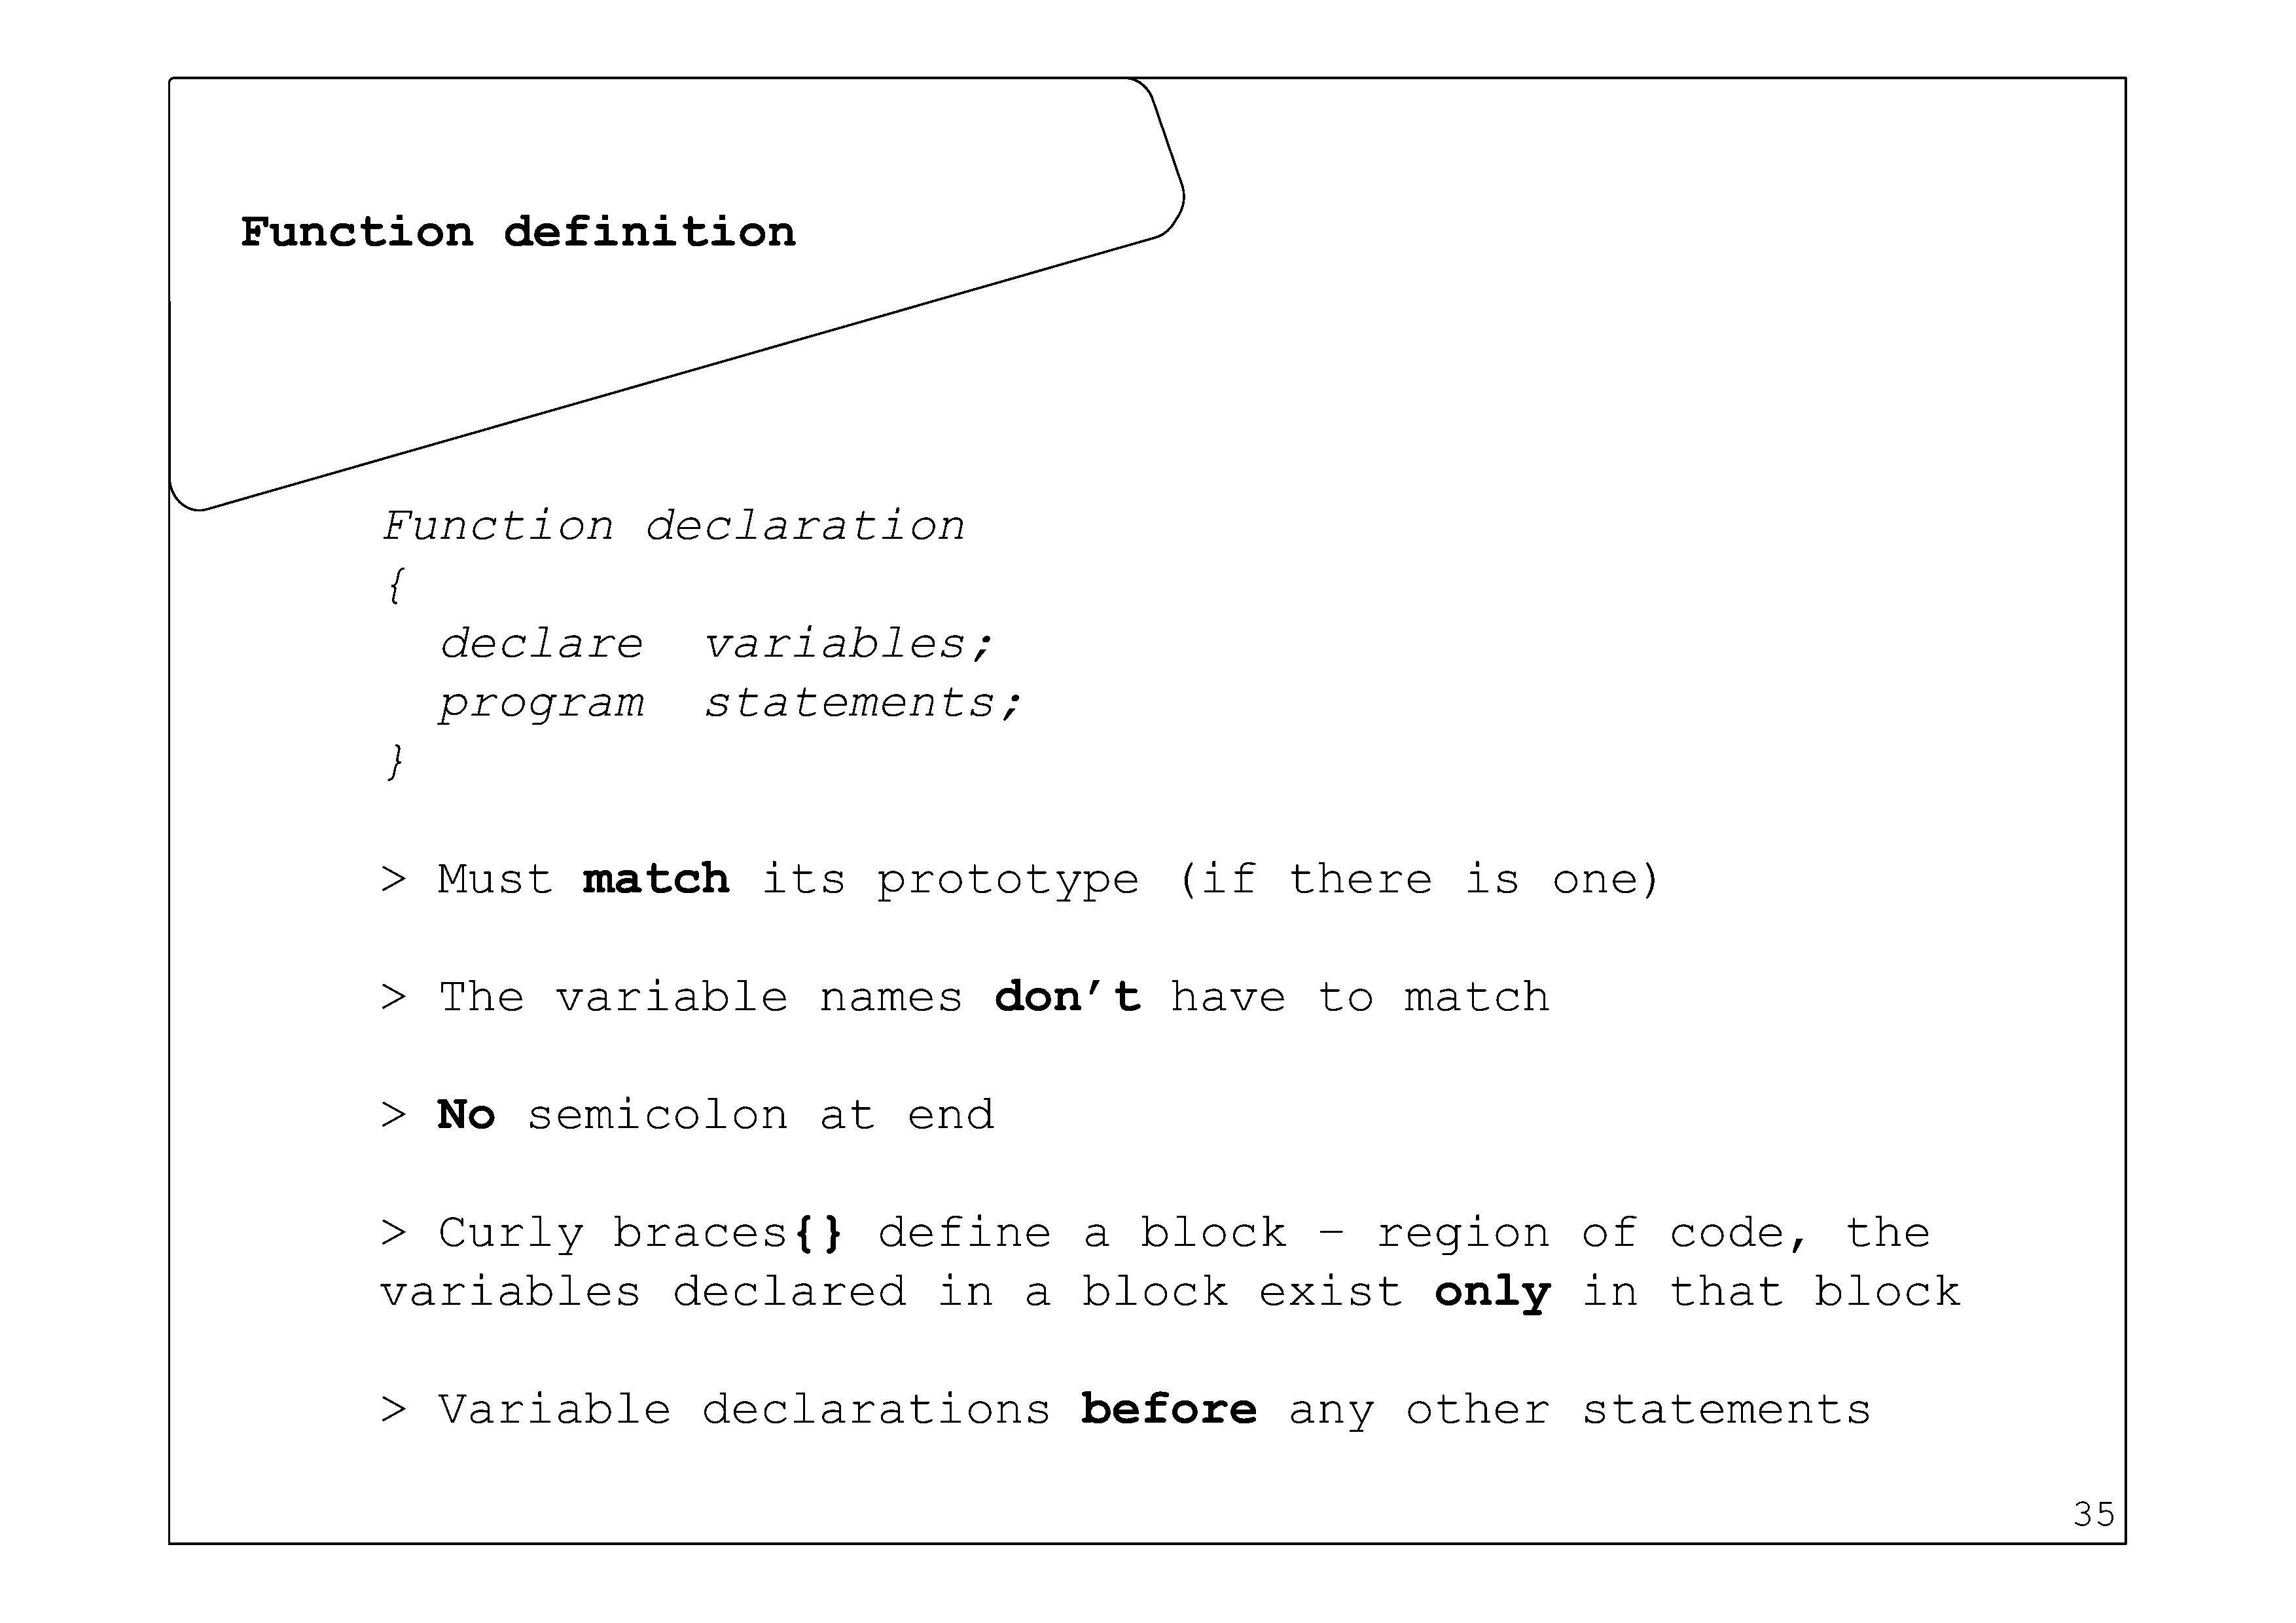 Function definition
Function declaration
{
declare  variables;
program  statements;
}
> Must match its prototype (if there is one)
> The variable names don’t have to match
> No semicolon at end
> Curly braces{} define a block – region of code, the
variables declared in a block exist only in that block
> Variable declarations before any other statements
35